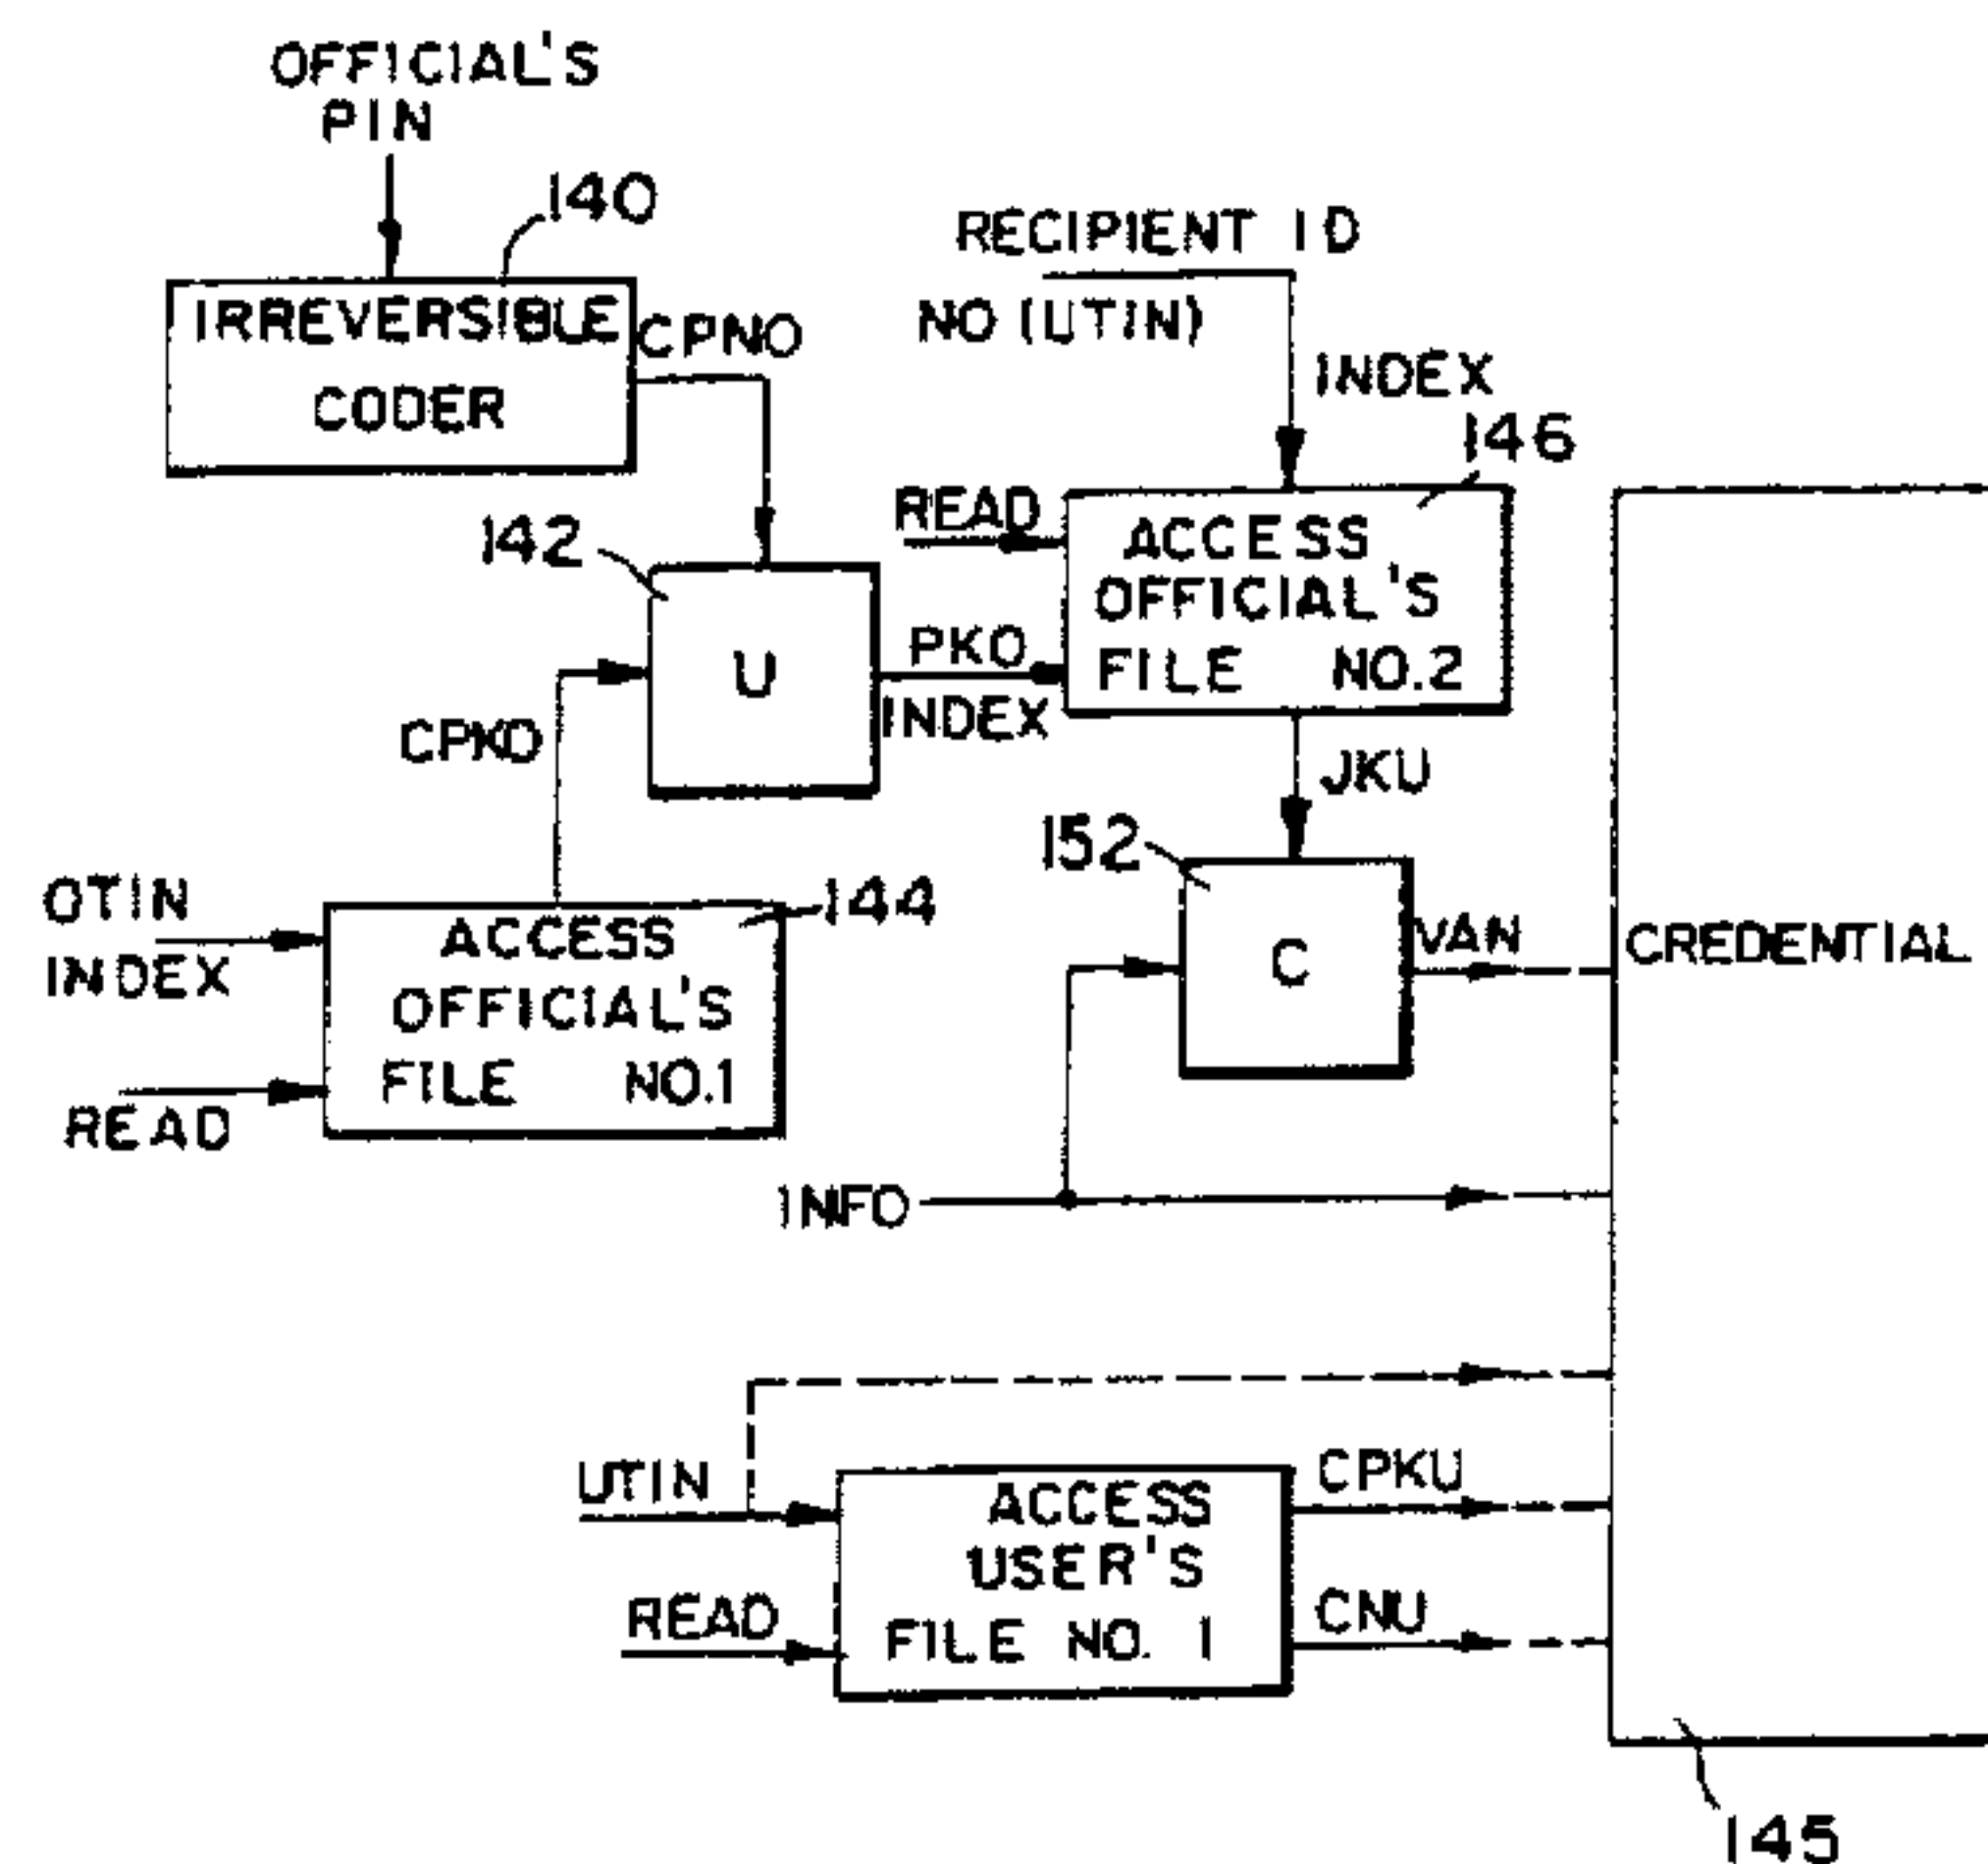 OFFICIAL'S
PIN
140
IRREVERSIBLE
CODER
CPNO
RECIPIENT ID
NO (UTIN)
INDEX
146
READ
ACCESS
OFFICIAL'S
FILE NO.2
142
U
PKO
INDEX
CPKO
JKU
152
C
VAN
CREDENTIAL
OTIN
INDEX
READ
144
ACCESS
OFFICIAL'S
FILE NO.1
INFO
UTIN
READ
ACCESS
USER'S
FILE NO. 1
CPKU
CNU
145